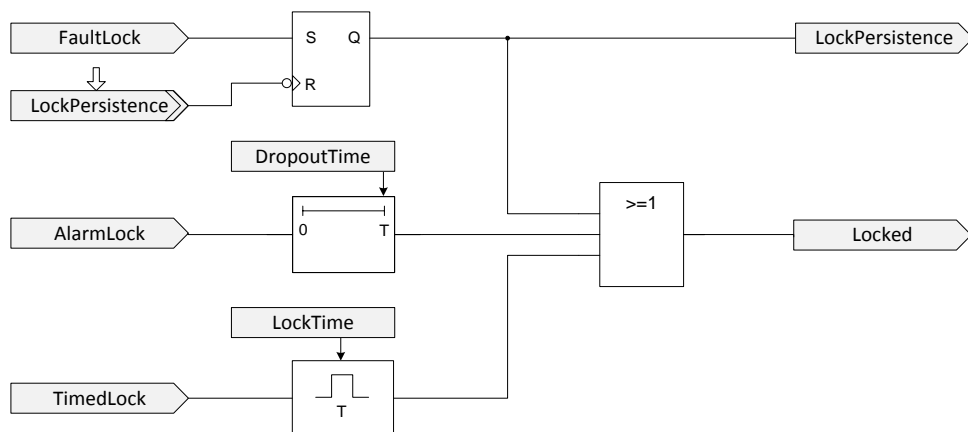 FaultLock
S Q
LockPersistence
LockPersistence
R
DropoutTime
>=1
AlarmLock
0 T
Locked
LockTime
TimedLock
T